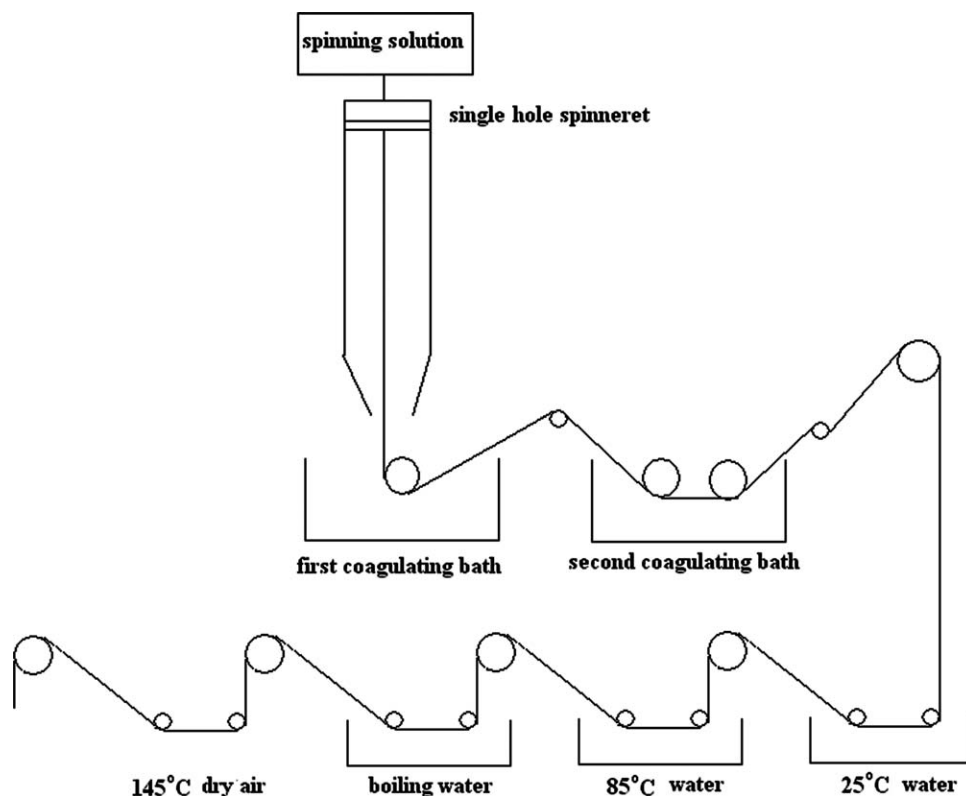 spinning solution
single hole spinneret
first coagulating bath
second coagulating bath
145°C dry air
boiling water
85°C water
25°C water